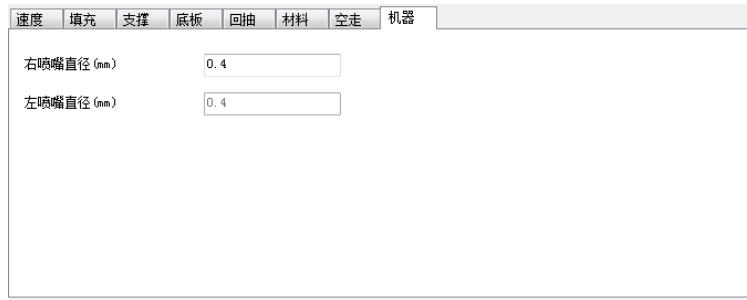 速度 填充 支撑 底板 回抽 材料 空走 机器
右喷嘴直径(mm) 0.4
左喷嘴直径(mm) 0.4